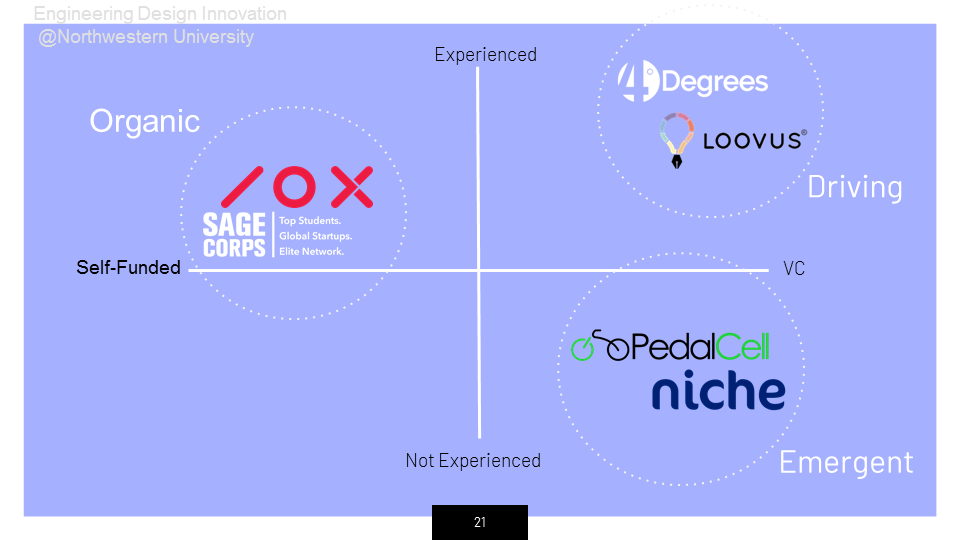 Engineering Design Innovation
@Northwestern University
Experienced
4Degrees
LOOVUS®
Driving
Organic
SAGE CORPS
Top Students.
Global Startups.
Elite Network.
Self-Funded
VC
PedalCell
niche
Not Experienced
Emergent
21